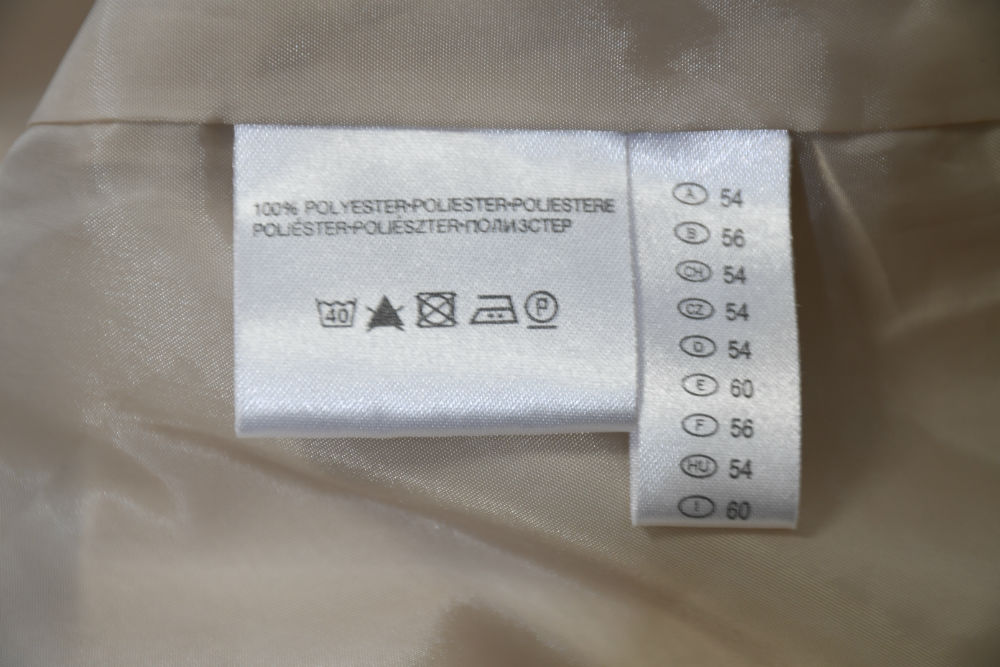 100% POLYESTER•POLIESTER•POLIESTERE
POLIÉSTER•POLIÉSZTER•ПОЛИЗСТЕР
40
P
A 54
B 56
CH 54
CZ 54
D 54
E 60
F 56
HU 54
I 60